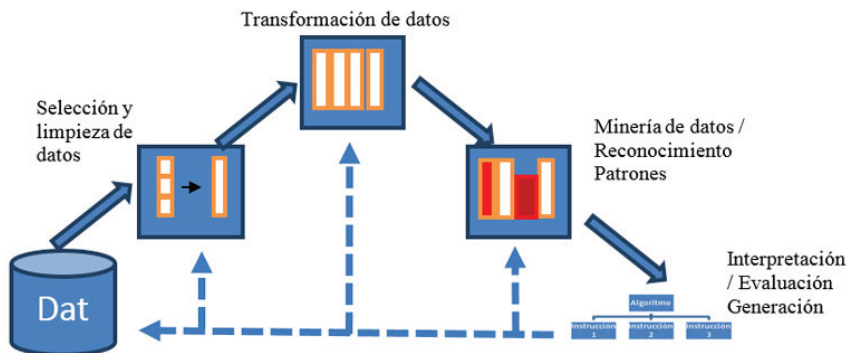 Transformación de datos
Selección y
limpieza de
datos
Minería de datos /
Reconocimiento
Patrones
Interpretación
/ Evaluación
Generación
Dat
Algoritmo
Instrucción
1
Instrucción
2
Instrucción
3